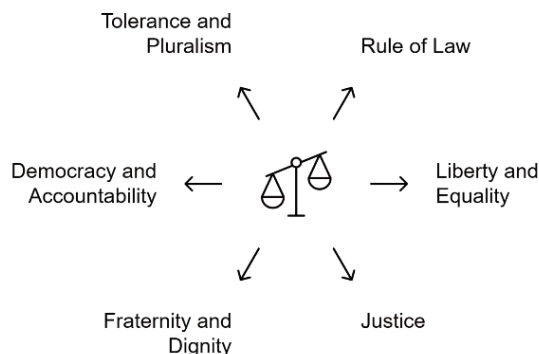 Tolerance and
Pluralism
Rule of Law
Democracy and
Accountability
Liberty and
Equality
Fraternity and
Dignity
Justice